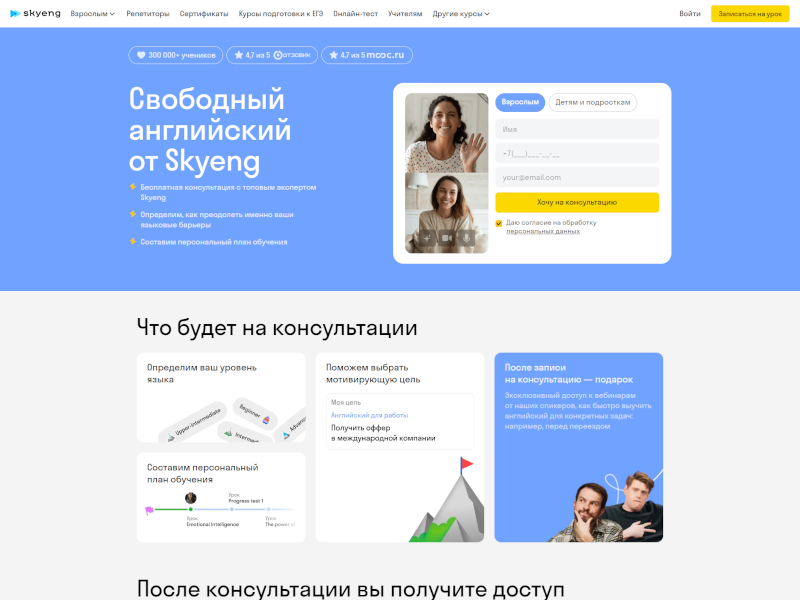 skyeng
Взрослым
Репетиторы
Сертификаты
Курсы подготовки к ЕГЭ
Онлайн-тест
Учителям
Другие курсы
Войти
Записаться на урок
300 000+ учеников
4,7 из 5 ОТЗОВИК
4,7 из 5 mooc.ru
Свободный
английский
от Skyeng
Бесплатная консультация с топовым экспертом
Skyeng
Определим, как преодолеть именно ваши
языковые барьеры
Составим персональный план обучения
Взрослым
Детям и подросткам
Имя
+7(___)___-__-__
your@email.com
Хочу на консультацию
Даю согласие на обработку
персональных данных
Что будет на консультации
Определим ваш уровень
языка
Upper-Intermediate
Beginner
Intermed
Advanc
Поможем выбрать
мотивирующую цель
Моя цель
Английский для работы
Получить оффер
в международной компании
После записи
на консультацию — подарок
Эксклюзивный доступ к вебинарам
от наших спикеров, как быстро выучить
английский для конкретных задач:
например, перед переездом
Составим персональный
план обучения
Урок
Progress test 1
Урок
Emotional Intelligence
Урок
The power of
После консультации вы получите доступ